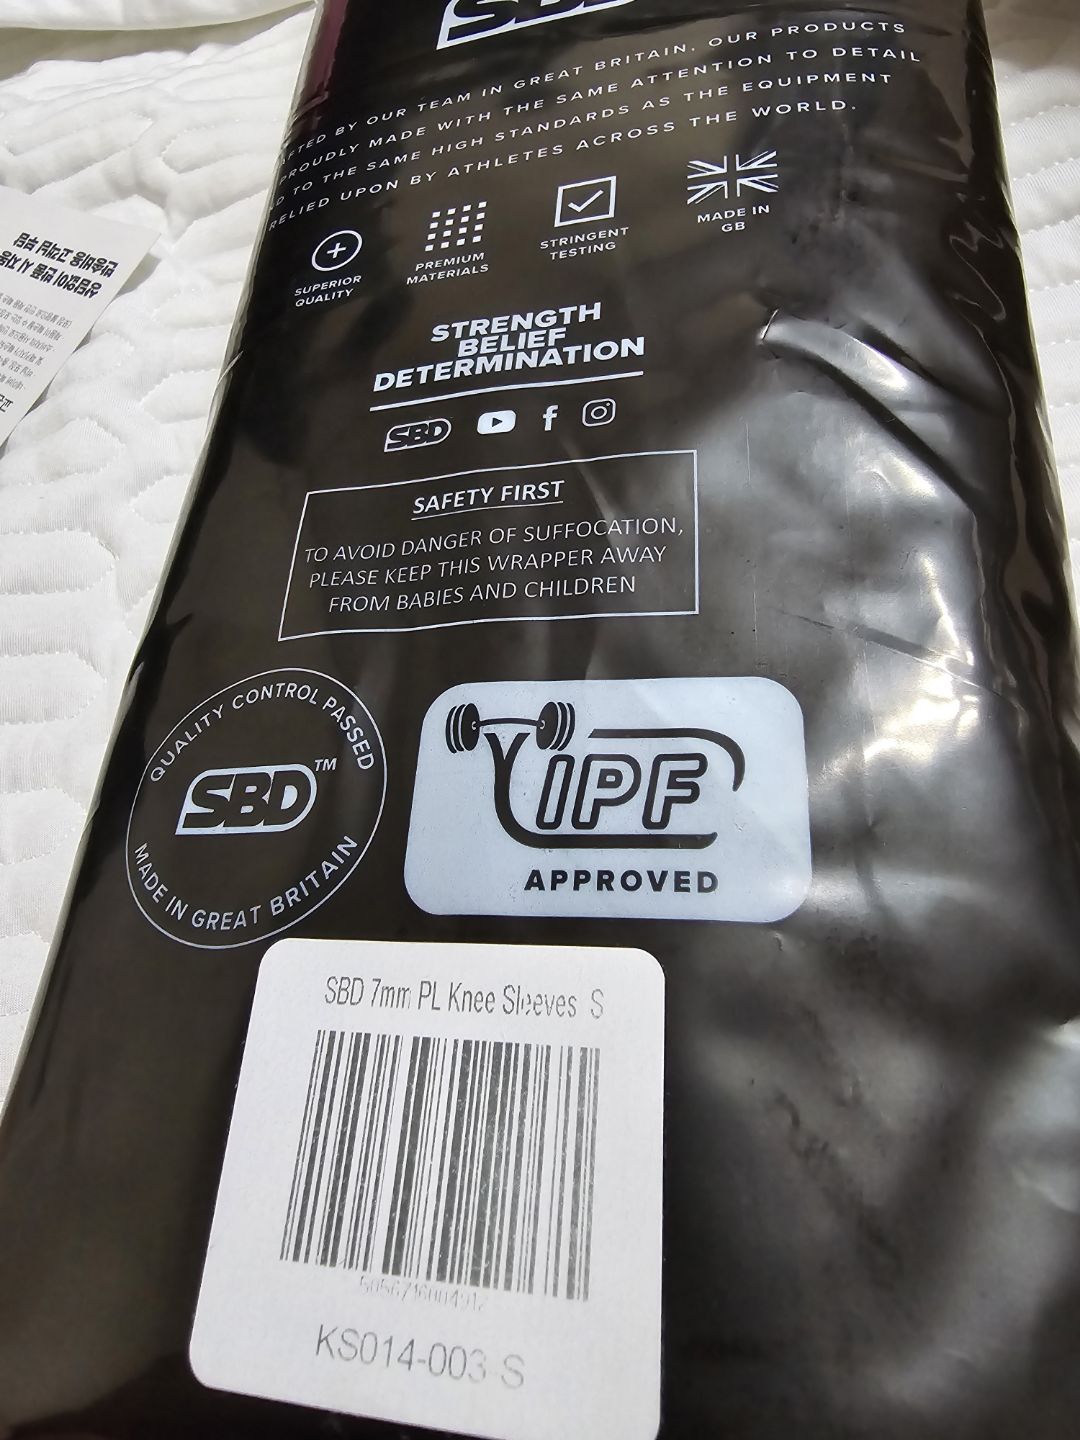 SBD
BY OUR TEAM IN GREAT BRITAIN, OUR PRODUCTS
PROUDLY MADE WITH THE SAME ATTENTION TO DETAIL
TO THE SAME HIGH STANDARDS AS THE EQUIPMENT
RELIED UPON BY ATHLETES ACROSS THE WORLD.
SUPERIOR
QUALITY
PREMIUM
MATERIALS
STRINGENT
TESTING
MADE IN
GB
STRENGTH
BELIEF
DETERMINATION
SBD
SAFETY FIRST
TO AVOID DANGER OF SUFFOCATION,
PLEASE KEEP THIS WRAPPER AWAY
FROM BABIES AND CHILDREN
QUALITY CONTROL PASSED
SBD™
MADE IN GREAT BRITAIN
IPF
APPROVED
SBD 7mm PL Knee Sleeves S
5056716004912
KS014-003-S